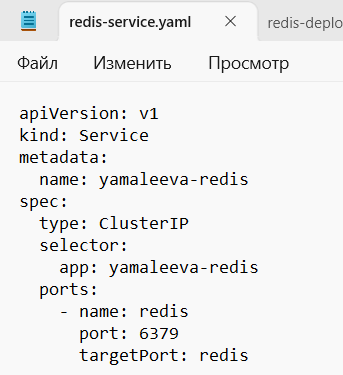 redis-service.yaml
redis-deplo
Файл Изменить Просмотр
apiVersion: v1
kind: Service
metadata:
  name: yamaleeva-redis
spec:
  type: ClusterIP
  selector:
    app: yamaleeva-redis
  ports:
    - name: redis
      port: 6379
      targetPort: redis